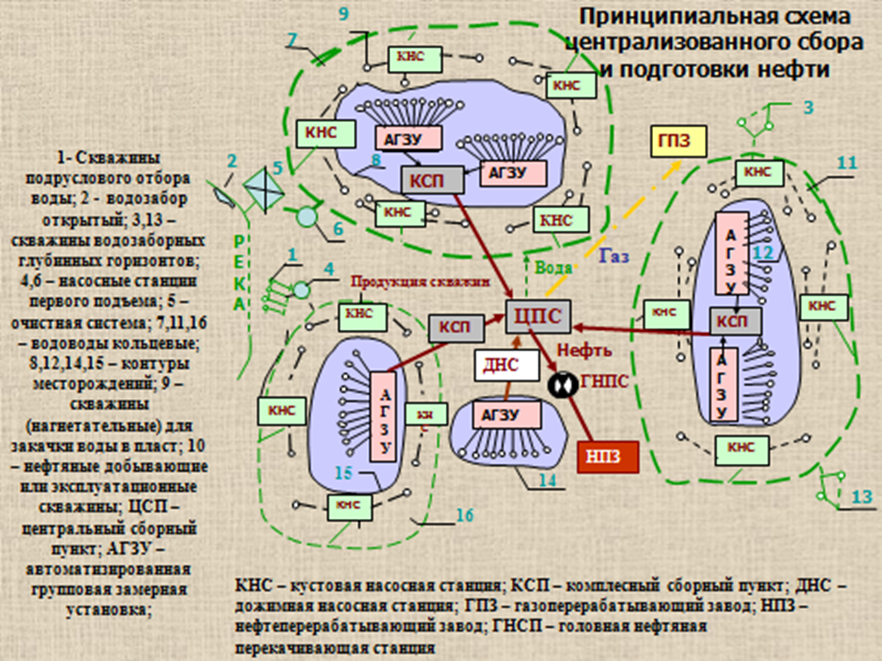 Принципиальная схема
централизованного сбора
и подготовки нефти
1- Скважины
подруслового отбора
воды; 2 - водозабор
открытый; 3,13 –
скважины водозаборных
глубинных горизонтов;
4,6 – насосные станции
первого подъема; 5 –
очистная система; 7,11,16
– водоводы кольцевые;
8,12,14,15 – контуры
месторождений; 9 –
скважины
(нагнетательные) для
закачки воды в пласт; 10
– нефтяные добывающие
или эксплуатационные
скважины; ЦСП –
центральный сборный
пункт; АГЗУ –
автоматизированная
групповая замерная
установка;
9
7
КНС
КНС
КНС
АГЗУ
8
КСП
АГЗУ
КНС
КНС
2
5
6
РЕКА
1
4
Продукция скважин
Вода
Газ
ГПЗ
3
КНС
11
АГЗУ
12
КНС
КСП
КНС
АГЗУ
КНС
13
КНС
КСП
ЦПС
ДНС
Нефть
ГНПС
НПЗ
АГЗУ
14
КНС
АГЗУ
КН
С
15
КНС
16
КНС – кустовая насосная станция; КСП – комплесный сборный пункт; ДНС –
дожимная насосная станция; ГПЗ – газоперерабатывающий завод; НПЗ –
нефтеперерабатывающий завод; ГНСП – головная нефтяная
перекачивающая станция